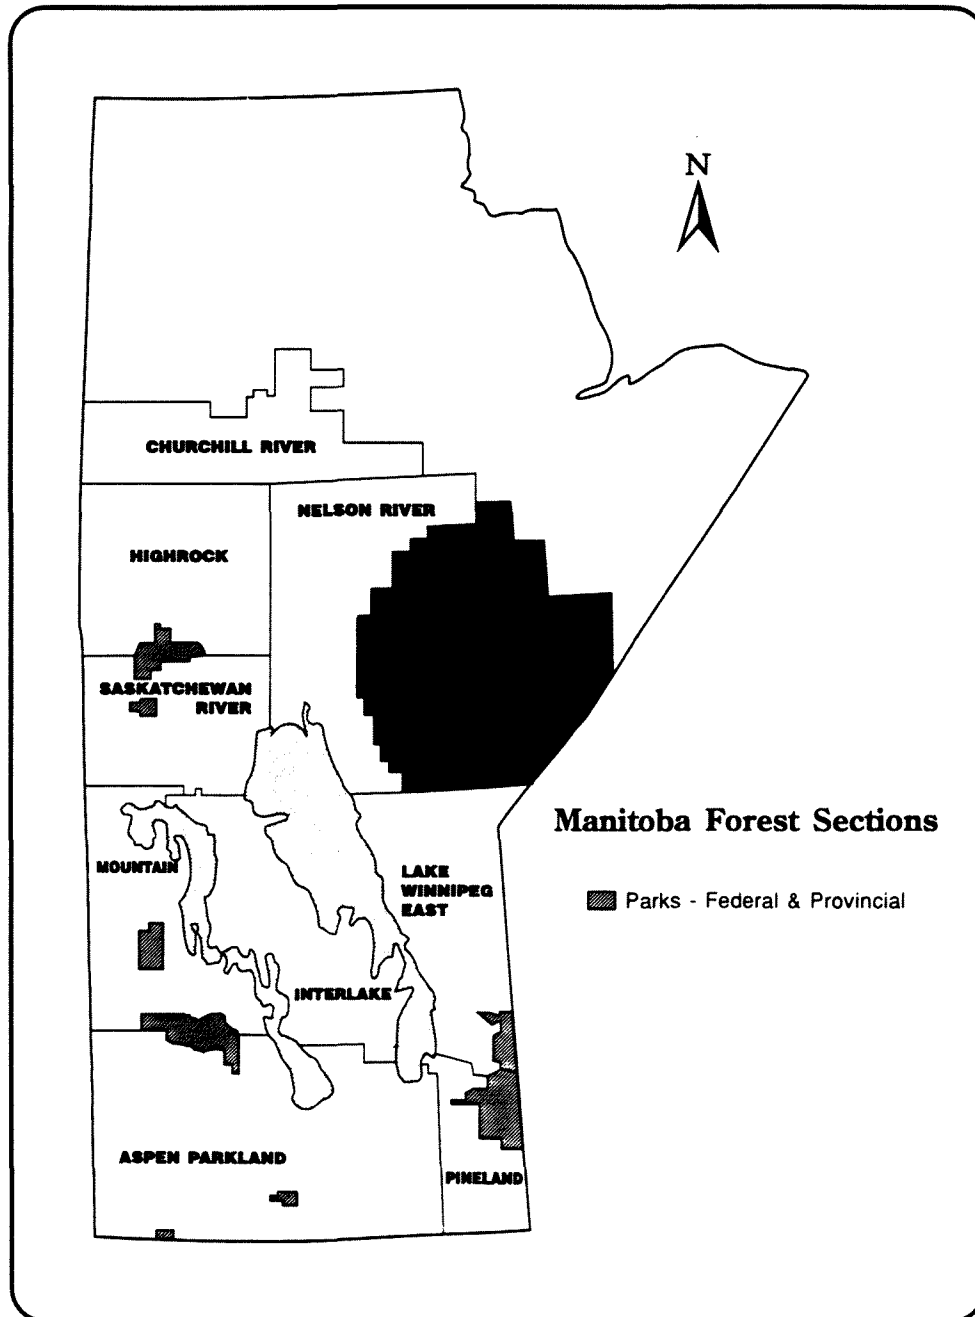 N
CHURCHILL RIVER
NELSON RIVER
HIGHROCK
SASKATCHEWAN
RIVER
Manitoba Forest Sections
MOUNTAIN
LAKE
WINNIPEG
EAST
Parks - Federal & Provincial
INTERLAKE
ASPEN PARKLAND
PINELAND